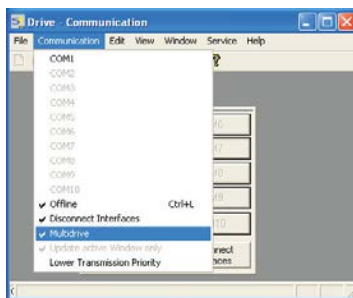 Drive - Communication
File Communication Edit View Window Service Help
COM1
COM2
COM3
COM4
COM5
COM6
COM7
COM8
COM9
COM10
Offline Ctrl+L
Disconnect Interfaces
Multidrive
Update active Window only
Lower Transmission Priority